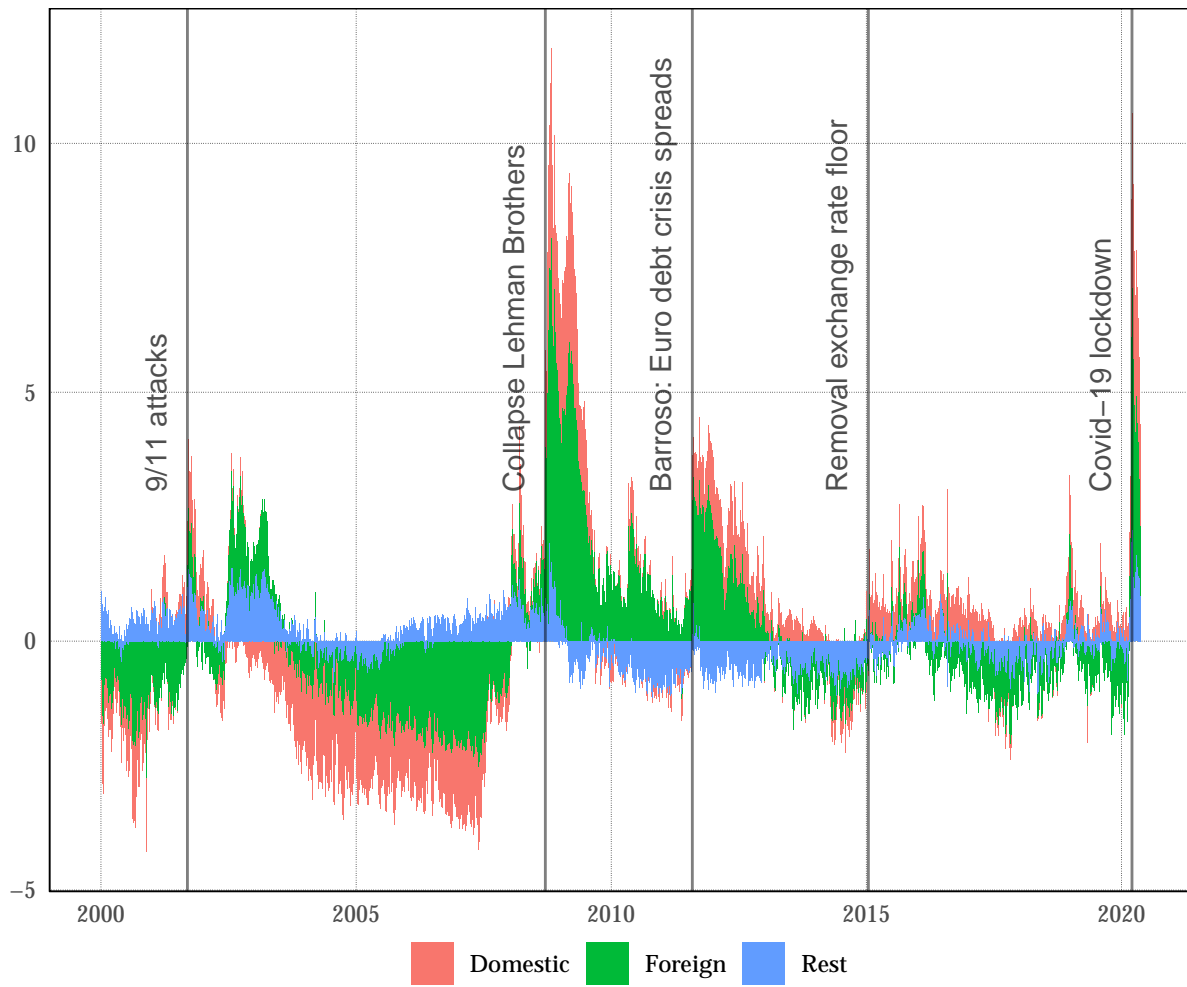 10
5
0
−5
9/11 attacks
Collapse Lehman Brothers
Barroso: Euro debt crisis spreads
Removal exchange rate floor
Covid−19 lockdown
2000
2005
2010
2015
2020
Domestic
Foreign
Rest